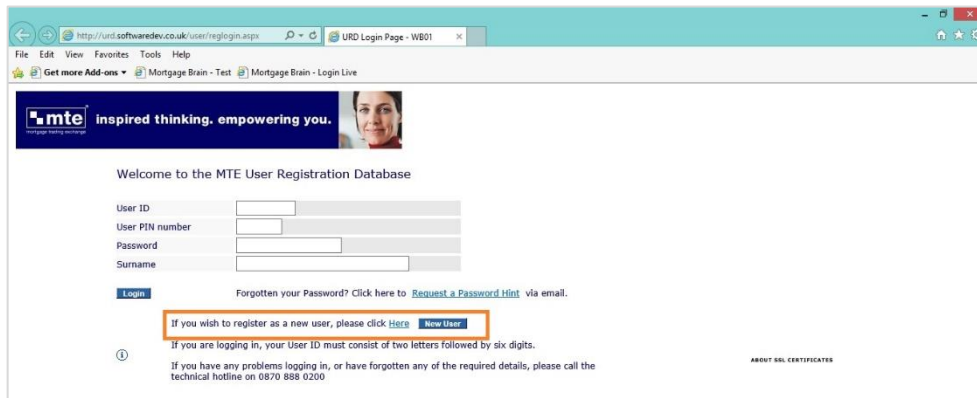 http://urd.softwaredev.co.uk/user/reglogin.aspx
URD Login Page - WB01
File Edit View Favorites Tools Help
Get more Add-ons Mortgage Brain - Test Mortgage Brain - Login Live
mte inspired thinking. empowering you.
mortgage trading exchange
Welcome to the MTE User Registration Database
User ID
User PIN number
Password
Surname
Login Forgotten your Password? Click here to Request a Password Hint via email.
If you wish to register as a new user, please click Here New User
If you are logging in, your User ID must consist of two letters followed by six digits.
If you have any problems logging in, or have forgotten any of the required details, please call the
technical hotline on 0870 888 0200
ABOUT SSL CERTIFICATES